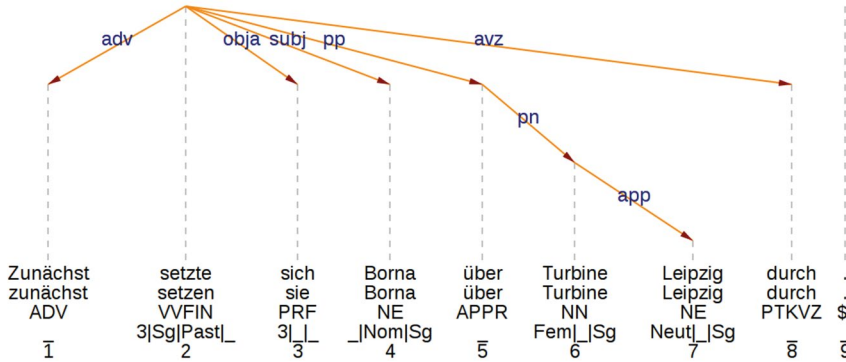 adv obja subj pp avz
pn
app
Zunächst setzte sich Borna über Turbine Leipzig durch .
zunächst setzen sie Borna über Turbine Leipzig durch .
ADV VVFIN PRF NE APPR NN NE PTKVZ $
_ 3|Sg|Past|_ 3|_|_ _|Nom|Sg _ Fem|_|Sg Neut|_|Sg _ _
1 2 3 4 5 6 7 8 9